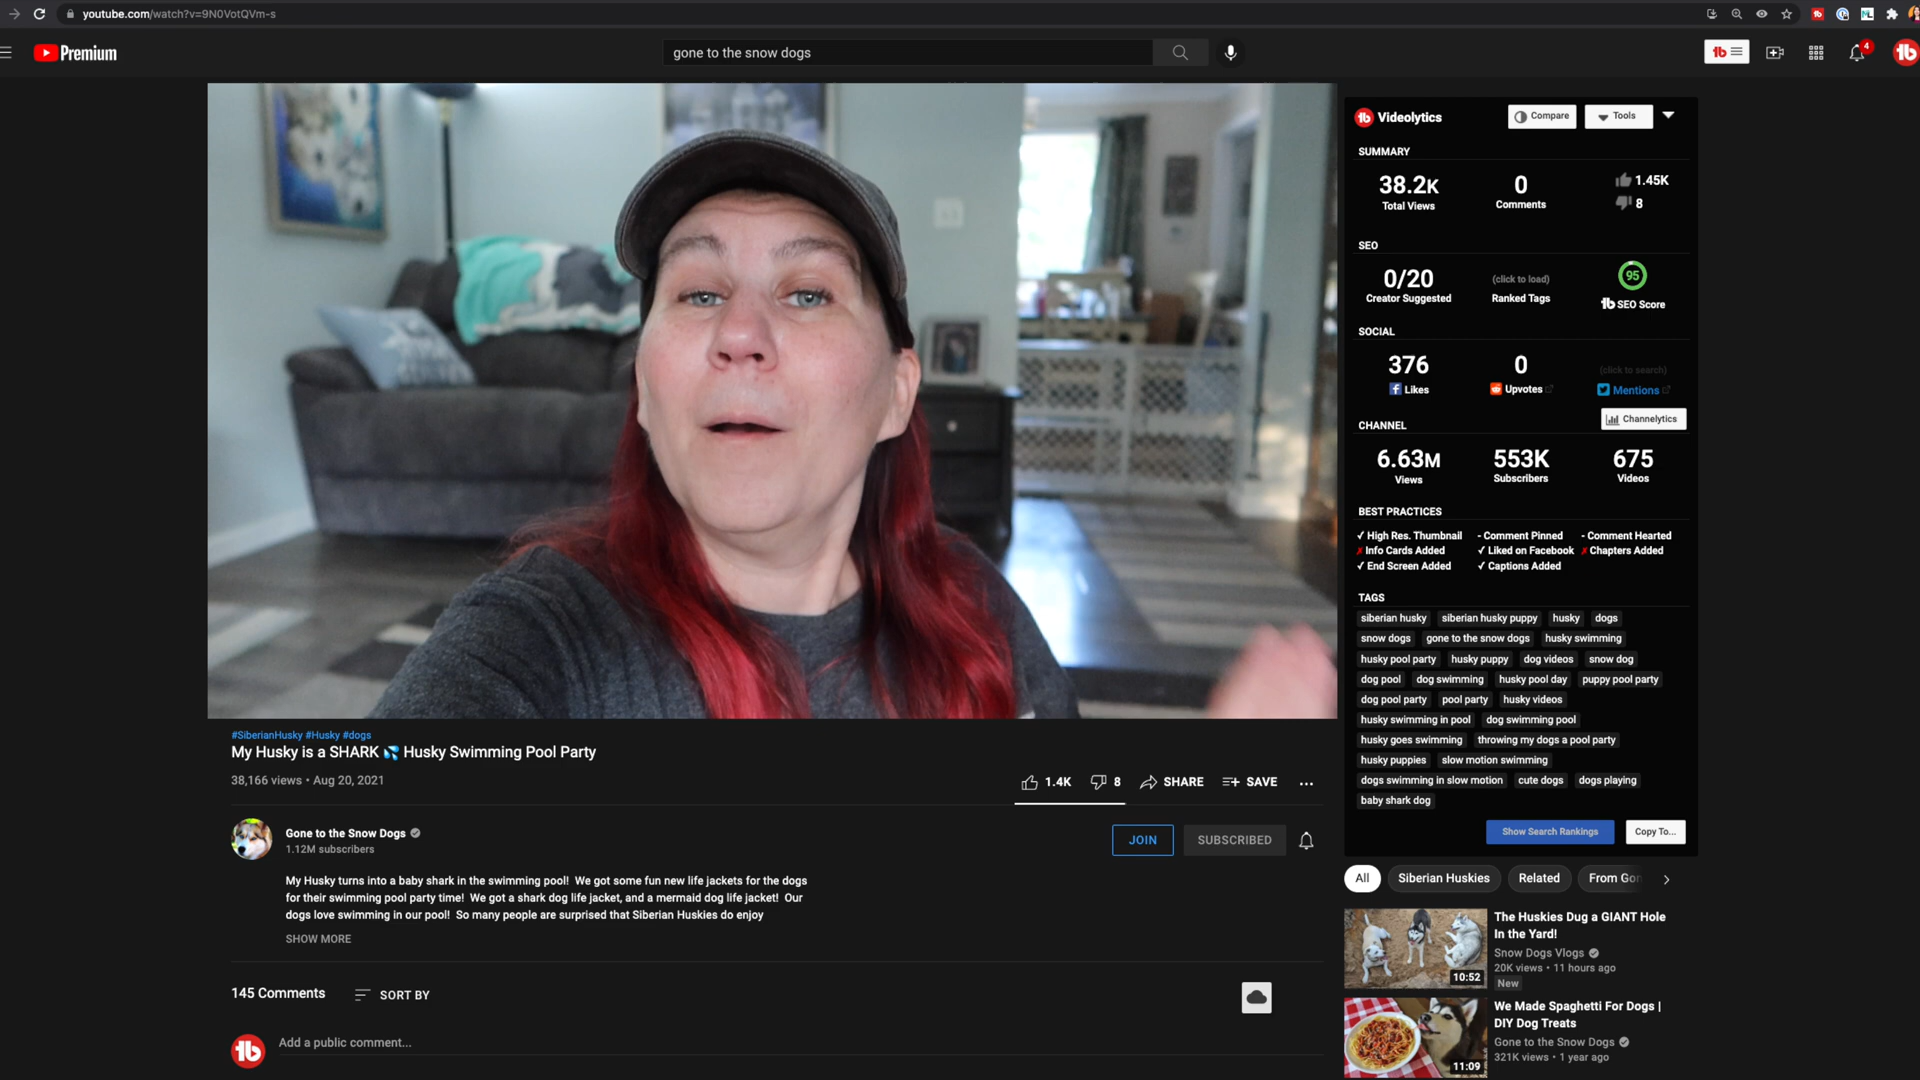 youtube.com/watch?v=9N0VotQVm-s
Premium
gone to the snow dogs
4
Videolytics
Compare
Tools
SUMMARY
38.2K
Total Views
0
Comments
1.45K
8
SEO
0/20
Creator Suggested
(click to load)
Ranked Tags
95
SEO Score
SOCIAL
376
Likes
0
Upvotes
(click to search)
Mentions
Channelytics
CHANNEL
6.63M
Views
553K
Subscribers
675
Videos
BEST PRACTICES
✓ High Res. Thumbnail - Comment Pinned - Comment Hearted
✗ Info Cards Added ✓ Liked on Facebook ✗ Chapters Added
✓ End Screen Added ✓ Captions Added
TAGS
siberian husky siberian husky puppy husky dogs
snow dogs gone to the snow dogs husky swimming
husky pool party husky puppy dog videos snow dog
dog pool dog swimming husky pool day puppy pool party
dog pool party pool party husky videos
husky swimming in pool dog swimming pool
husky goes swimming throwing my dogs a pool party
husky puppies slow motion swimming
dogs swimming in slow motion cute dogs dogs playing
baby shark dog
Show Search Rankings
Copy To...
#SiberianHusky #Husky #dogs
My Husky is a SHARK 💦 Husky Swimming Pool Party
38,166 views • Aug 20, 2021
1.4K 8 SHARE SAVE ...
Gone to the Snow Dogs
1.12M subscribers
JOIN
SUBSCRIBED
My Husky turns into a baby shark in the swimming pool! We got some fun new life jackets for the dogs
for their swimming pool party time! We got a shark dog life jacket, and a mermaid dog life jacket! Our
dogs love swimming in our pool! So many people are surprised that Siberian Huskies do enjoy
SHOW MORE
145 Comments
SORT BY
Add a public comment...
All Siberian Huskies Related From
The Huskies Dug a GIANT Hole
In the Yard!
Snow Dogs Vlogs
20K views • 11 hours ago
New
10:52
We Made Spaghetti For Dogs |
DIY Dog Treats
Gone to the Snow Dogs
321K views • 1 year ago
11:09